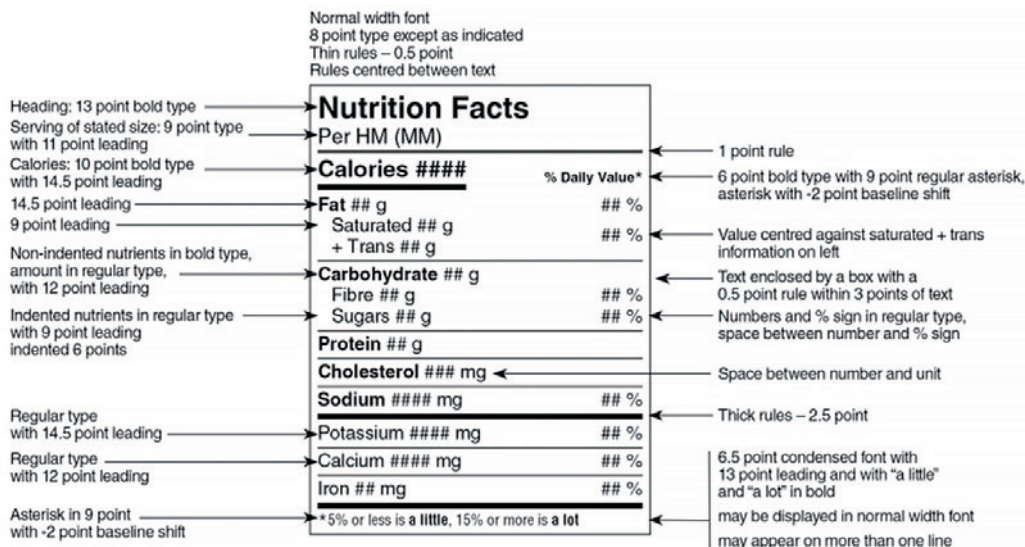 Normal width font
8 point type except as indicated
Thin rules – 0.5 point
Rules centred between text
Heading: 13 point bold type
Serving of stated size: 9 point type
with 11 point leading
Calories: 10 point bold type
with 14.5 point leading
14.5 point leading
9 point leading
Non-indented nutrients in bold type,
amount in regular type,
with 12 point leading
Indented nutrients in regular type
with 9 point leading
indented 6 points
Regular type
with 14.5 point leading
Regular type
with 12 point leading
Asterisk in 9 point
with -2 point baseline shift
Nutrition Facts
Per HM (MM)
Calories ####
% Daily Value*
Fat ## g ## %
Saturated ## g
+ Trans ## g ## %
Carbohydrate ## g
Fibre ## g ## %
Sugars ## g ## %
Protein ## g
Cholesterol ### mg
Sodium #### mg ## %
Potassium #### mg ## %
Calcium #### mg ## %
Iron ## mg ## %
*5% or less is a little, 15% or more is a lot
1 point rule
6 point bold type with 9 point regular asterisk,
asterisk with -2 point baseline shift
Value centred against saturated + trans
information on left
Text enclosed by a box with a
0.5 point rule within 3 points of text
Numbers and % sign in regular type,
space between number and % sign
Space between number and unit
Thick rules – 2.5 point
6.5 point condensed font with
13 point leading and with "a little"
and "a lot" in bold
may be displayed in normal width font
may appear on more than one line